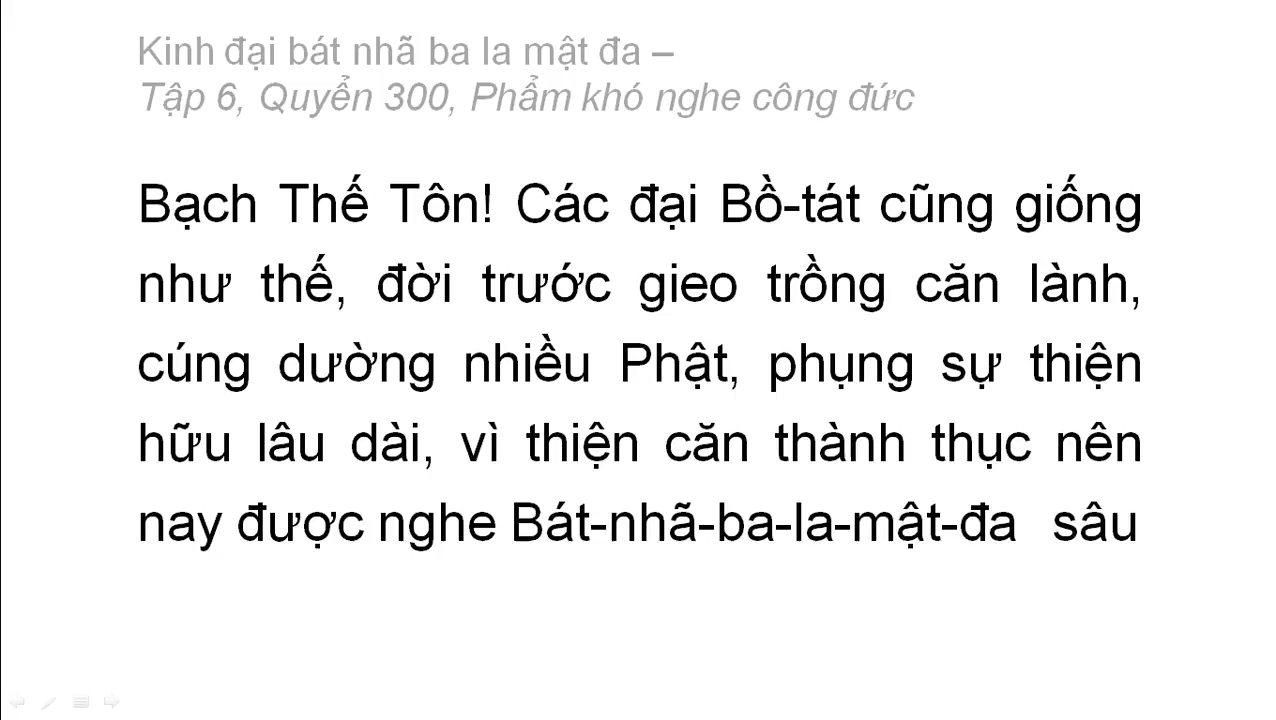 Kinh đại bát nhã ba la mật đa –
Tập 6, Quyển 300, Phẩm khó nghe công đức
Bạch Thế Tôn! Các đại Bồ-tát cũng giống
như thế, đời trước gieo trồng căn lành,
cúng dường nhiều Phật, phụng sự thiện
hữu lâu dài, vì thiện căn thành thục nên
nay được nghe Bát-nhã-ba-la-mật-đa sâu